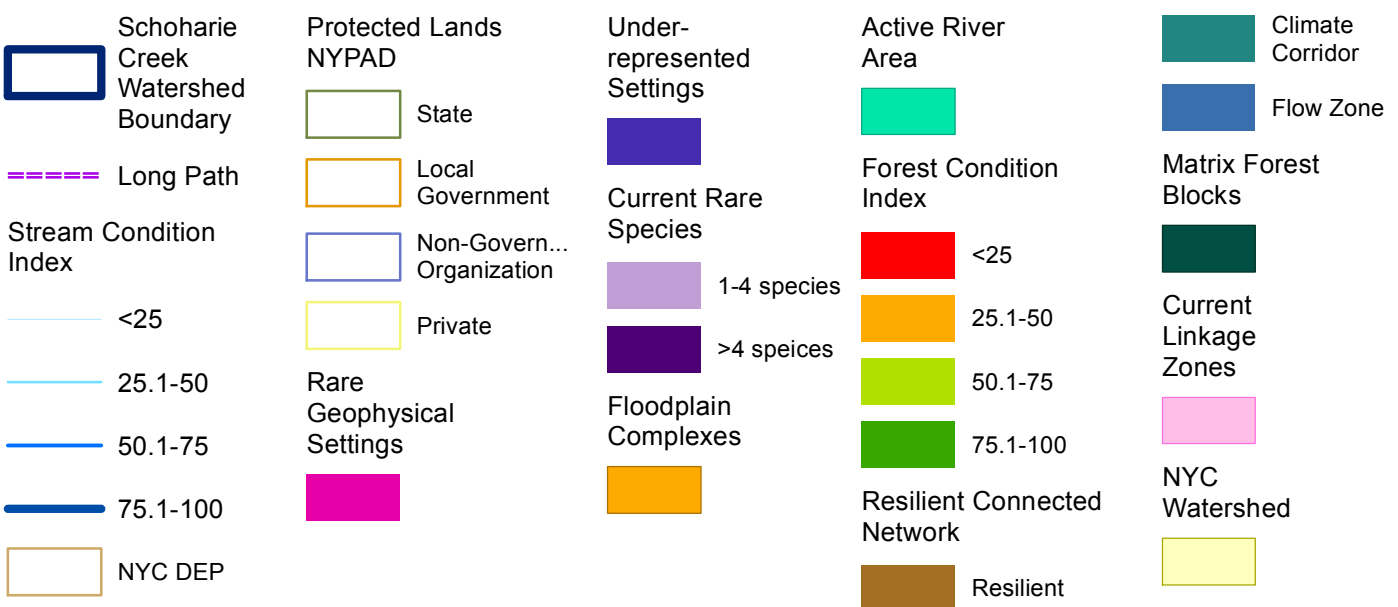 Schoharie
Creek
Watershed
Boundary
Long Path
Stream Condition
Index
<25
25.1-50
50.1-75
75.1-100
NYC DEP
Protected Lands
NYPAD
State
Local
Government
Non-Govern...
Organization
Private
Rare
Geophysical
Settings
Under-
represented
Settings
Current Rare
Species
1-4 species
>4 speices
Floodplain
Complexes
Active River
Area
Forest Condition
Index
<25
25.1-50
50.1-75
75.1-100
Resilient Connected
Network
Resilient
Climate
Corridor
Flow Zone
Matrix Forest
Blocks
Current
Linkage
Zones
NYC
Watershed